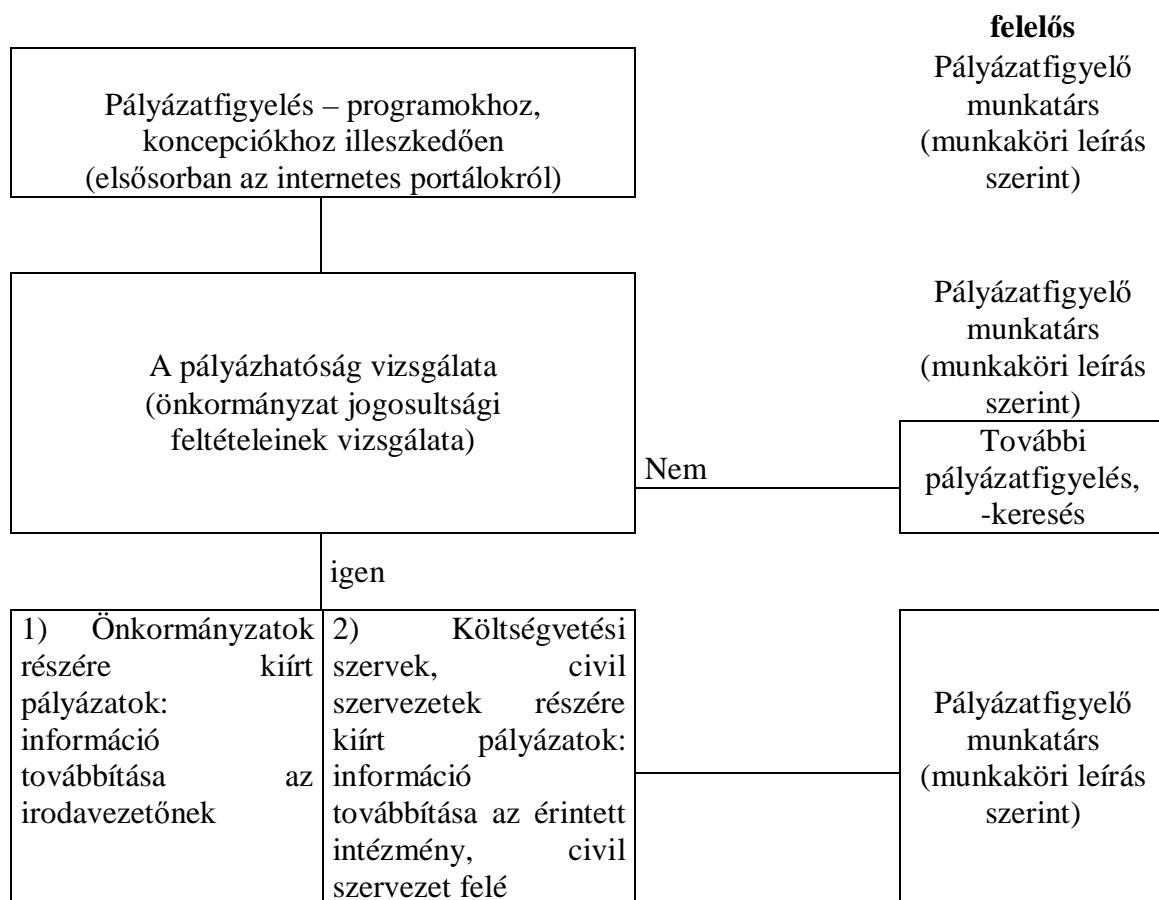 felelős
Pályázatfigyelés – programokhoz,
koncepciókhoz illeszkedően
(elsősorban az internetes portálokról)
Pályázatfigyelő
munkatárs
(munkaköri leírás
szerint)
A pályázhatóság vizsgálata
(önkormányzat jogosultsági
feltételeinek vizsgálata)
Pályázatfigyelő
munkatárs
(munkaköri leírás
szerint)
Nem
További
pályázatfigyelés,
-keresés
igen
1) Önkormányzatok
részére kiírt
pályázatok:
információ
továbbítása az
irodavezetőnek
2) Költségvetési
szervek, civil
szervezetek részére
kiírt pályázatok:
információ
továbbítása az érintett
intézmény, civil
szervezet felé
Pályázatfigyelő
munkatárs
(munkaköri leírás
szerint)